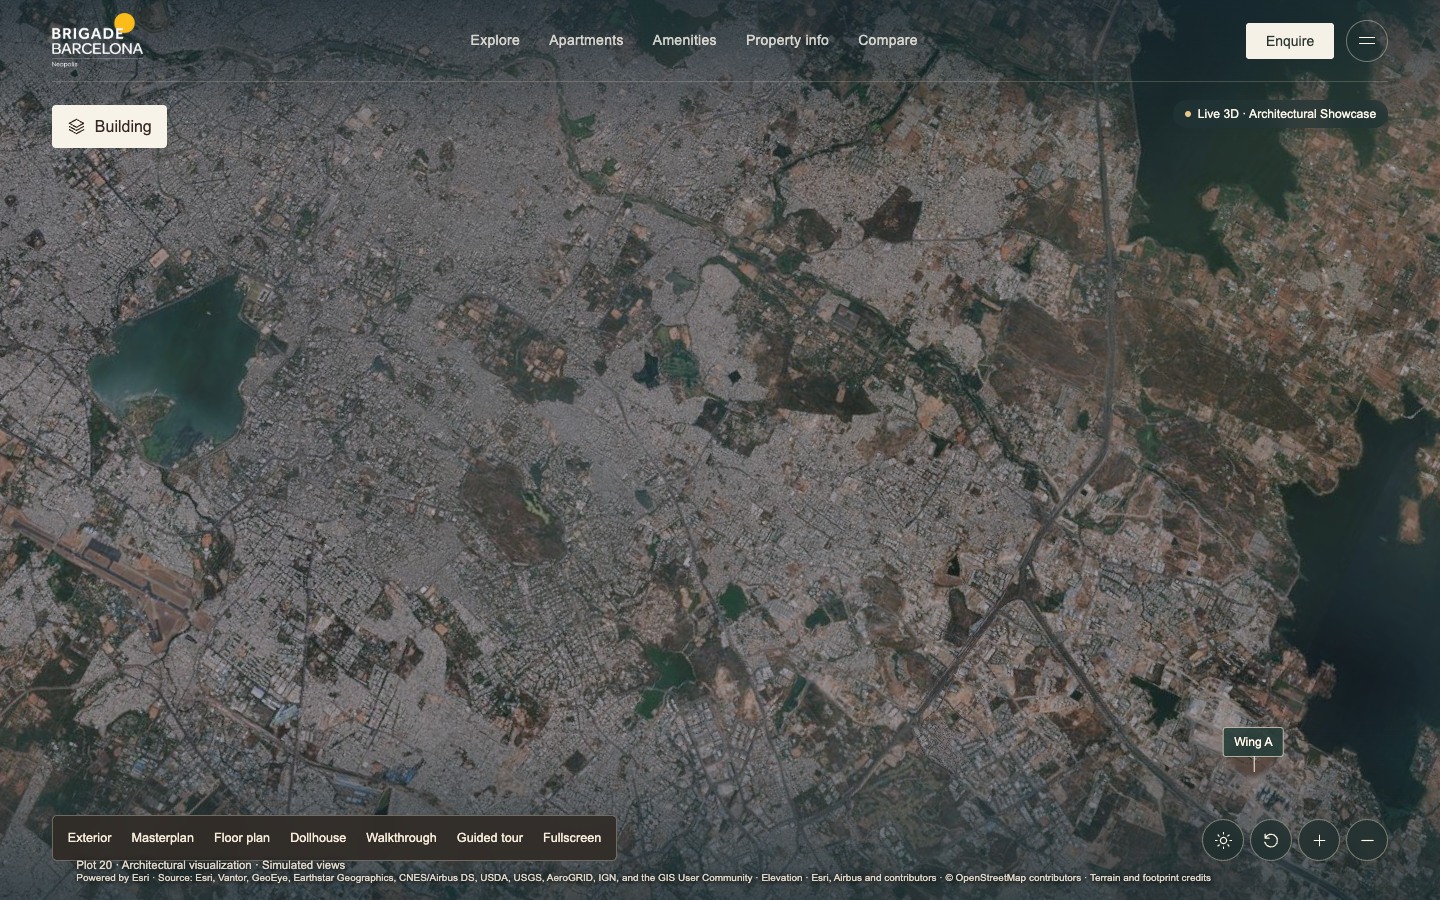 BRIGADE
BARCELONA
Neopolis
Explore
Apartments
Amenities
Property info
Compare
Enquire
Building
Live 3D · Architectural Showcase
Wing A
Exterior
Masterplan
Floor plan
Dollhouse
Walkthrough
Guided tour
Fullscreen
Plot 20 · Architectural visualization · Simulated views
Powered by Esri · Source: Esri, Vantor, GeoEye, Earthstar Geographics, CNES/Airbus DS, USDA, USGS, AeroGRID, IGN, and the GIS User Community · Elevation · Esri, Airbus and contributors · © OpenStreetMap contributors · Terrain and footprint credits